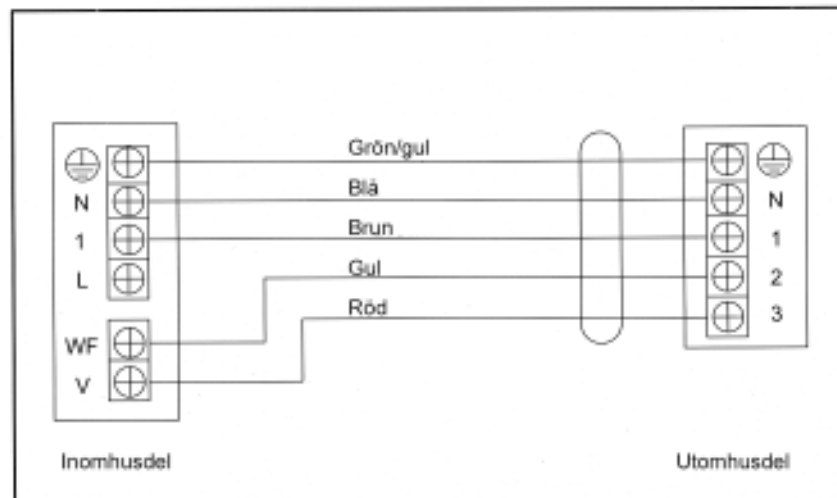 Grön/gul
N Blå N
1 Brun 1
L Gul 2
Röd 3
WF
V
Inomhusdel Utomhusdel